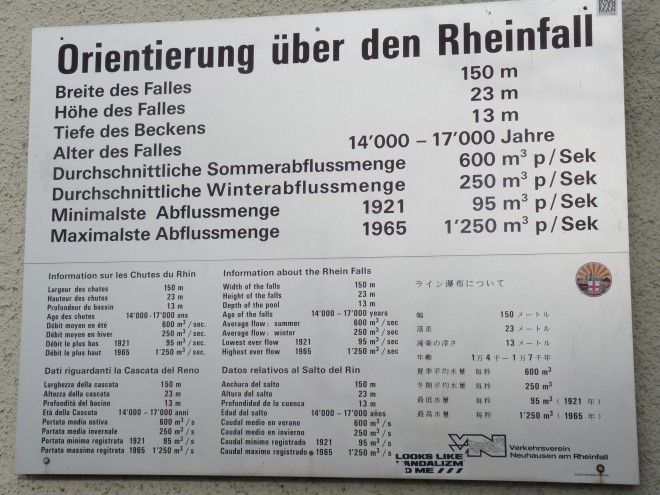 Orientierung über den Rheinfall
Breite des Falles 150 m
Höhe des Falles 23 m
Tiefe des Beckens 13 m
Alter des Falles 14'000 – 17'000 Jahre
Durchschnittliche Sommerabflussmenge 600 m³ p/Sek
Durchschnittliche Winterabflussmenge 250 m³ p/Sek
Minimalste Abflussmenge 1921 95 m³ p/Sek
Maximalste Abflussmenge 1965 1'250 m³ p/Sek
Information sur les Chutes du Rhin
Largeur des chutes 150 m
Hauteur des chutes 23 m
Profondeur du bassin 13 m
Age des chutes 14'000-17'000 ans
Débit moyen en été 600 m³/sec.
Débit moyen en hiver 250 m³/sec.
Débit le plus bas 1921 95 m³/sec.
Débit le plus haut 1965 1'250 m³/sec.
Information about the Rhein Falls
Width of the falls 150 m
Height of the falls 23 m
Depth of the pool 13 m
Age of the falls 14'000 – 17'000 years
Average flow: summer 600 m³/sec
Average flow: winter 250 m³/sec
Lowest ever flow 1921 95 m³/sec
Highest ever flow 1965 1'250 m³/sec
ライン瀑布について
幅 150 メートル
落差 23 メートル
滝壷の深さ 13 メートル
年齢 1万4千ー1万7千年
夏季平均水量 毎秒 600 m³
冬期平均水量 毎秒 250 m³
最低水量 毎秒 95 m³ (1921 年)
最高水量 毎秒 1'250 m³ (1965 年)
Dati riguardanti la Cascata del Reno
Larghezza della cascata 150 m
Altezza della cascata 23 m
Profondità del bocino 13 m
Età della Cascata 14'000 – 17'000 anni
Portata media estiva 600 m³/s
Portata media invernale 250 m³/s
Portata minima registrata 1921 95 m³/s
Portata massima regitrata 1965 1'250 m³/s
Datos relativos al Salto del Rin
Anchura del salto 150 m
Altura del salto 23 m
Profundidad de la cuenca 13 m
Edad del salto 14'000 – 17'000 años
Caudal medio en verano 600 m³/s
Caudal medio en invierno 250 m³/s
Caudal mínimo registrado 1921 95 m³/s
Caudal maximo registrado 1965 1'250 m³/s
VN
Verkehrsverein
Neuhausen am Rheinfall
LOOKS LIKE
VANDALIZM
TO ME ///
MAN